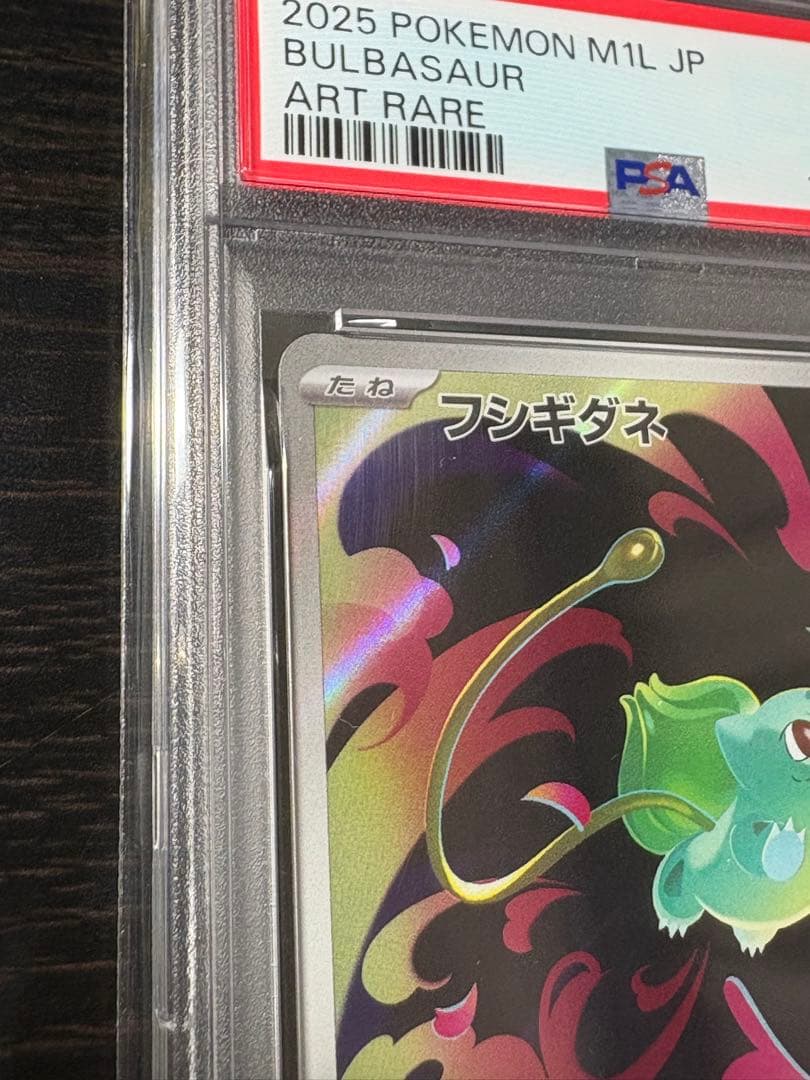 2025 POKEMON M1L JP
BULBASAUR
ART RARE
PSA
たね
フシギダネ